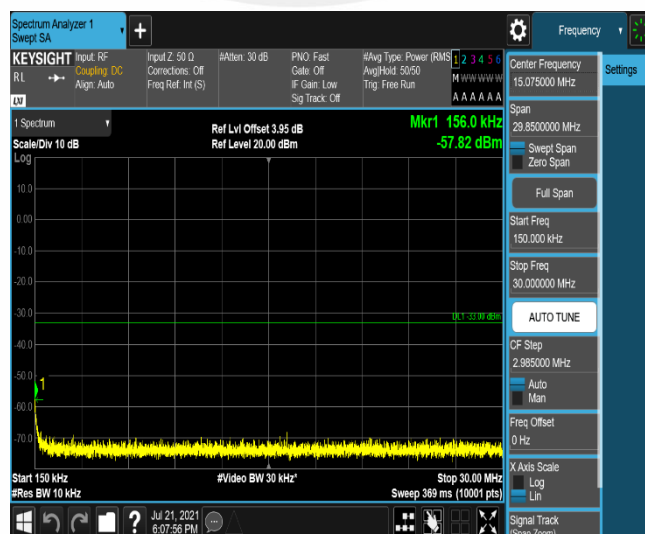 Spectrum Analyzer 1
Swept SA
+
Frequency
KEYSIGHT
RL
LXI
Input: RF
Coupling: DC
Align: Auto
Input Z: 50 Ω
Corrections: Off
Freq Ref: Int (S)
#Atten: 30 dB
PNO: Fast
Gate: Off
IF Gain: Low
Sig Track: Off
#Avg Type: Power (RMS
Avg|Hold: 50/50
Trig: Free Run
1 2 3 4 5 6
M W W W W W
A A A A A A
Settings
1 Spectrum
Scale/Div 10 dB
Log
Ref Lvl Offset 3.95 dB
Ref Level 20.00 dBm
Mkr1 156.0 kHz
-57.82 dBm
10.0
0.00
-10.0
-20.0
-30.0
DL1 -33.00 dBm
-40.0
-50.0
1
-60.0
-70.0
Start 150 kHz
#Res BW 10 kHz
#Video BW 30 kHz*
Stop 30.00 MHz
Sweep 369 ms (10001 pts)
Center Frequency
15.075000 MHz
Span
29.8500000 MHz
Swept Span
Zero Span
Full Span
Start Freq
150.000 kHz
Stop Freq
30.000000 MHz
AUTO TUNE
CF Step
2.985000 MHz
Auto
Man
Freq Offset
0 Hz
X Axis Scale
Log
Lin
Signal Track
(Span Zoom)
?
Jul 21, 2021
6:07:56 PM